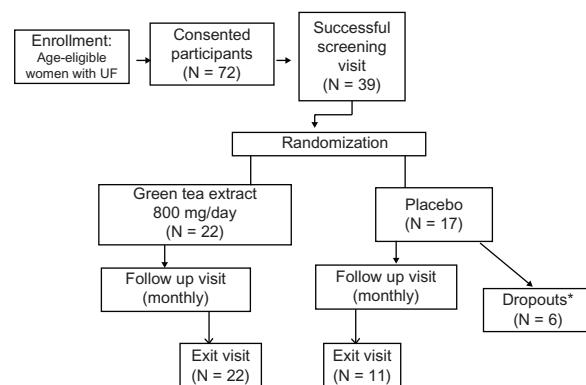 Enrollment:
Age-eligible
women with UF
Consented
participants
(N = 72)
Successful
screening
visit
(N = 39)
Randomization
Green tea extract
800 mg/day
(N = 22)
Placebo
(N = 17)
Follow up visit
(monthly)
Follow up visit
(monthly)
Dropouts*
(N = 6)
Exit visit
(N = 22)
Exit visit
(N = 11)